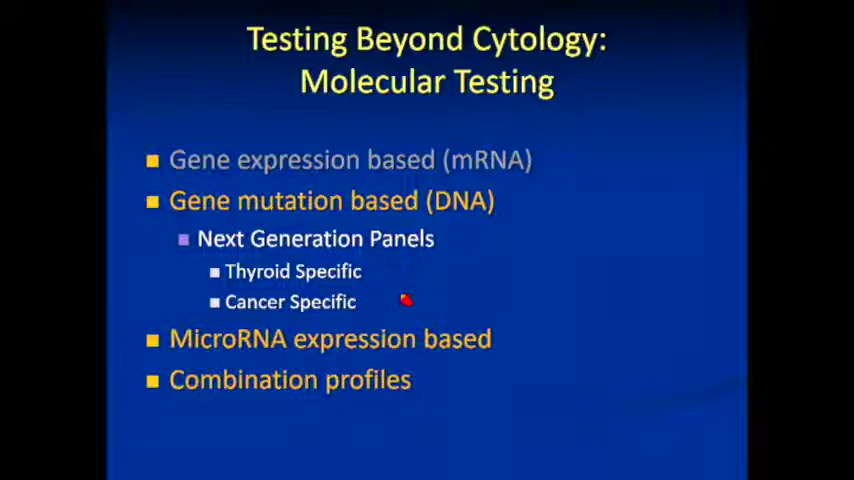 Testing Beyond Cytology:
Molecular Testing
Gene expression based (mRNA)
Gene mutation based (DNA)
Next Generation Panels
Thyroid Specific
Cancer Specific
MicroRNA expression based
Combination profiles